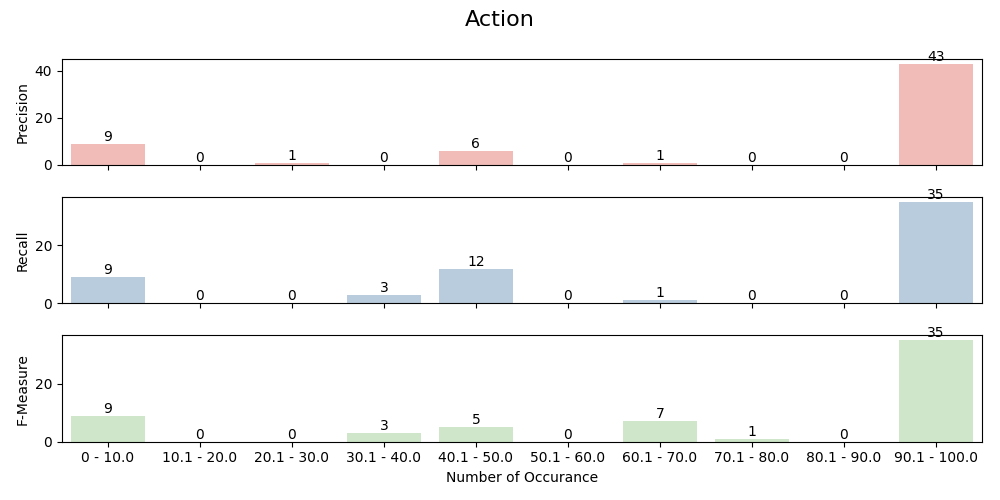 Action
Precision
40
20
0
9 0 1 0 6 0 1 0 0 43
Recall
20
0
9 0 0 3 12 0 1 0 0 35
F-Measure
20
0
9 0 0 3 5 0 7 1 0 35
0 - 10.0 10.1 - 20.0 20.1 - 30.0 30.1 - 40.0 40.1 - 50.0 50.1 - 60.0 60.1 - 70.0 70.1 - 80.0 80.1 - 90.0 90.1 - 100.0
Number of Occurance